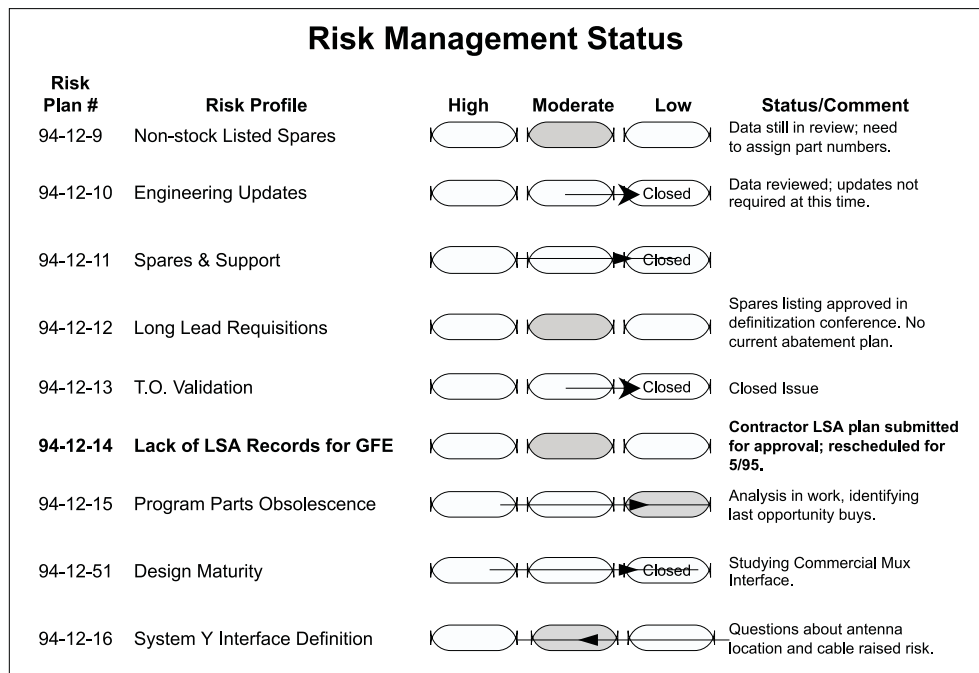 Risk Management Status
Risk
Plan #
Risk Profile
High
Moderate
Low
Status/Comment
94-12-9
Non-stock Listed Spares
Data still in review; need
to assign part numbers.
94-12-10
Engineering Updates
Closed
Data reviewed; updates not
required at this time.
94-12-11
Spares & Support
Closed
94-12-12
Long Lead Requisitions
Spares listing approved in
definitization conference. No
current abatement plan.
94-12-13
T.O. Validation
Closed
Closed Issue
94-12-14
Lack of LSA Records for GFE
Contractor LSA plan submitted
for approval; rescheduled for
5/95.
94-12-15
Program Parts Obsolescence
Analysis in work, identifying
last opportunity buys.
94-12-51
Design Maturity
Closed
Studying Commercial Mux
Interface.
94-12-16
System Y Interface Definition
Questions about antenna
location and cable raised risk.